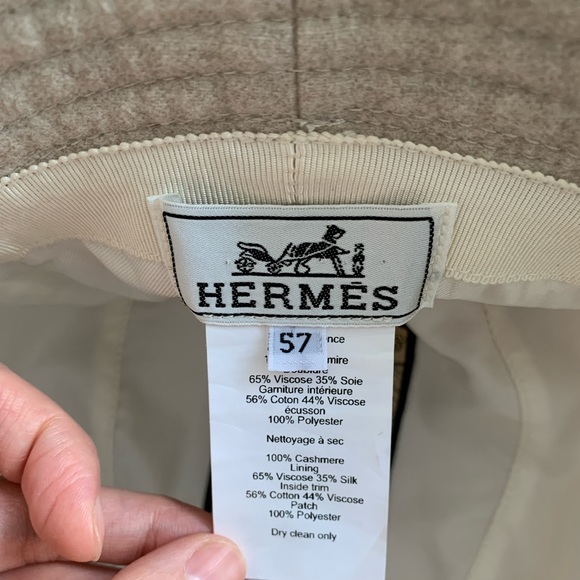 HERMĒS
57
65% Viscose 35% Soie
Garniture intérieure
56% Coton 44% Viscose
écusson
100% Polyester
Nettoyage à sec
100% Cashmere
Lining
65% Viscose 35% Silk
Inside trim
56% Cotton 44% Viscose
Patch
100% Polyester
Dry clean only